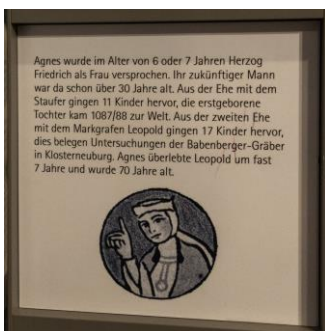 Agnes wurde im Alter von 6 oder 7 Jahren Herzog
Friedrich als Frau versprochen. Ihr zukünftiger Mann
war da schon über 30 Jahre alt. Aus der Ehe mit dem
Staufer gingen 11 Kinder hervor, die erstgeborene
Tochter kam 1087/88 zur Welt. Aus der zweiten Ehe
mit dem Markgrafen Leopold gingen 17 Kinder hervor,
dies belegen Untersuchungen der Babenberger-Gräber
in Klosterneuburg. Agnes überlebte Leopold um fast
7 Jahre und wurde 70 Jahre alt.